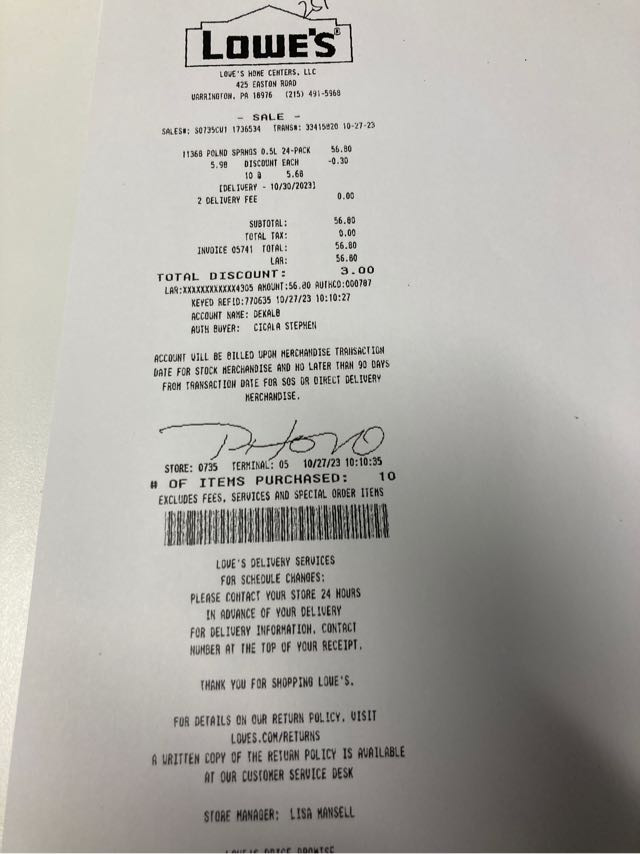 251
LOWE'S®
LOWE'S HOME CENTERS, LLC
425 EASTON ROAD
WARRINGTON, PA 18976 (215) 491-5968
- SALE -
SALES#: S0735CU1 1736534 TRANS#: 33415820 10-27-23
11368 POLND SPRNGS 0.5L 24-PACK 56.80
5.98 DISCOUNT EACH -0.30
10 @ 5.68
[DELIVERY - 10/30/2023]
2 DELIVERY FEE 0.00
SUBTOTAL: 56.80
TOTAL TAX: 0.00
INVOICE 05741 TOTAL: 56.80
LAR: 56.80
TOTAL DISCOUNT: 3.00
LAR:XXXXXXXXXXXX4305 AMOUNT:56.80 AUTHCD:000787
KEYED REFID:770635 10/27/23 10:10:27
ACCOUNT NAME: DEKALB
AUTH BUYER: CICALA STEPHEN
ACCOUNT WILL BE BILLED UPON MERCHANDISE TRANSACTION
DATE FOR STOCK MERCHANDISE AND NO LATER THAN 90 DAYS
FROM TRANSACTION DATE FOR SOS OR DIRECT DELIVERY
MERCHANDISE.
STORE: 0735 TERMINAL: 05 10/27/23 10:10:35
# OF ITEMS PURCHASED: 10
EXCLUDES FEES, SERVICES AND SPECIAL ORDER ITEMS
LOWE'S DELIVERY SERVICES
FOR SCHEDULE CHANGES:
PLEASE CONTACT YOUR STORE 24 HOURS
IN ADVANCE OF YOUR DELIVERY
FOR DELIVERY INFORMATION, CONTACT
NUMBER AT THE TOP OF YOUR RECEIPT.
THANK YOU FOR SHOPPING LOWE'S.
FOR DETAILS ON OUR RETURN POLICY, VISIT
LOWES.COM/RETURNS
A WRITTEN COPY OF THE RETURN POLICY IS AVAILABLE
AT OUR CUSTOMER SERVICE DESK
STORE MANAGER: LISA MANSELL
LOWE'S PRICE PROMISE